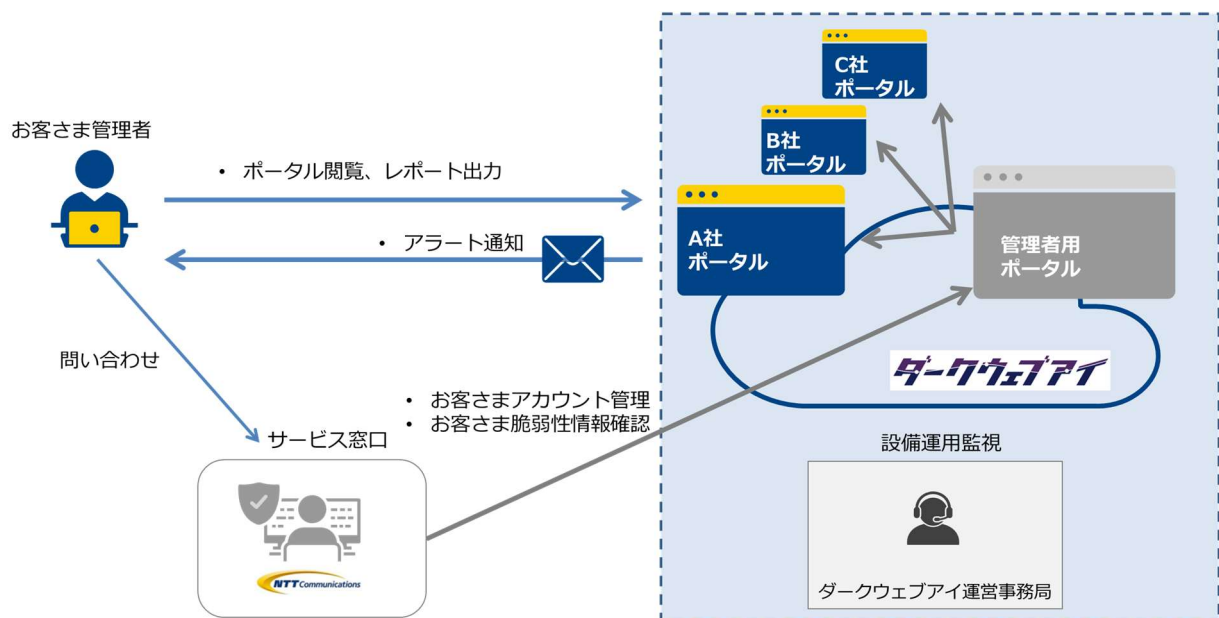 C社
ポータル
お客さま管理者
B社
ポータル
• ポータル閲覧、レポート出力
A社
ポータル
管理者用
ポータル
• アラート通知
問い合わせ
ダークウェブアイ
• お客さまアカウント管理
• お客さま脆弱性情報確認
サービス窓口
設備運用監視
NTT Communications
ダークウェブアイ運営事務局